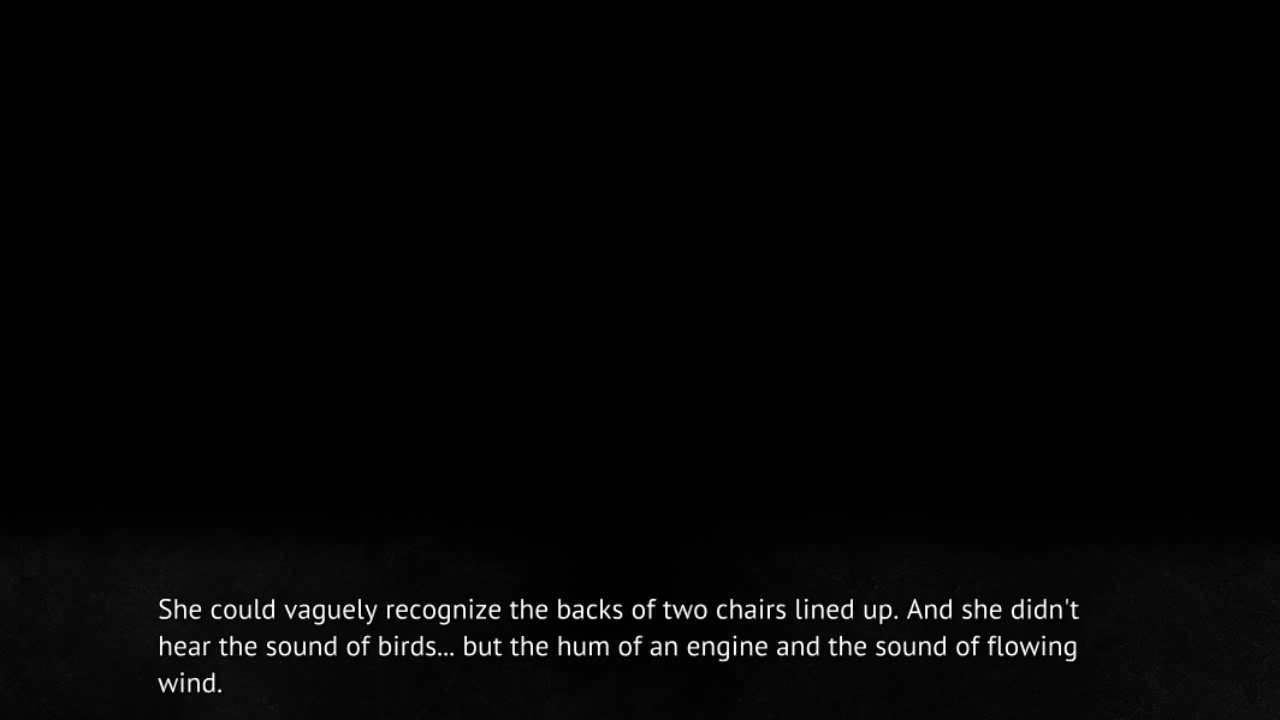 She could vaguely recognize the backs of two chairs lined up. And she didn't
hear the sound of birds... but the hum of an engine and the sound of flowing
wind.